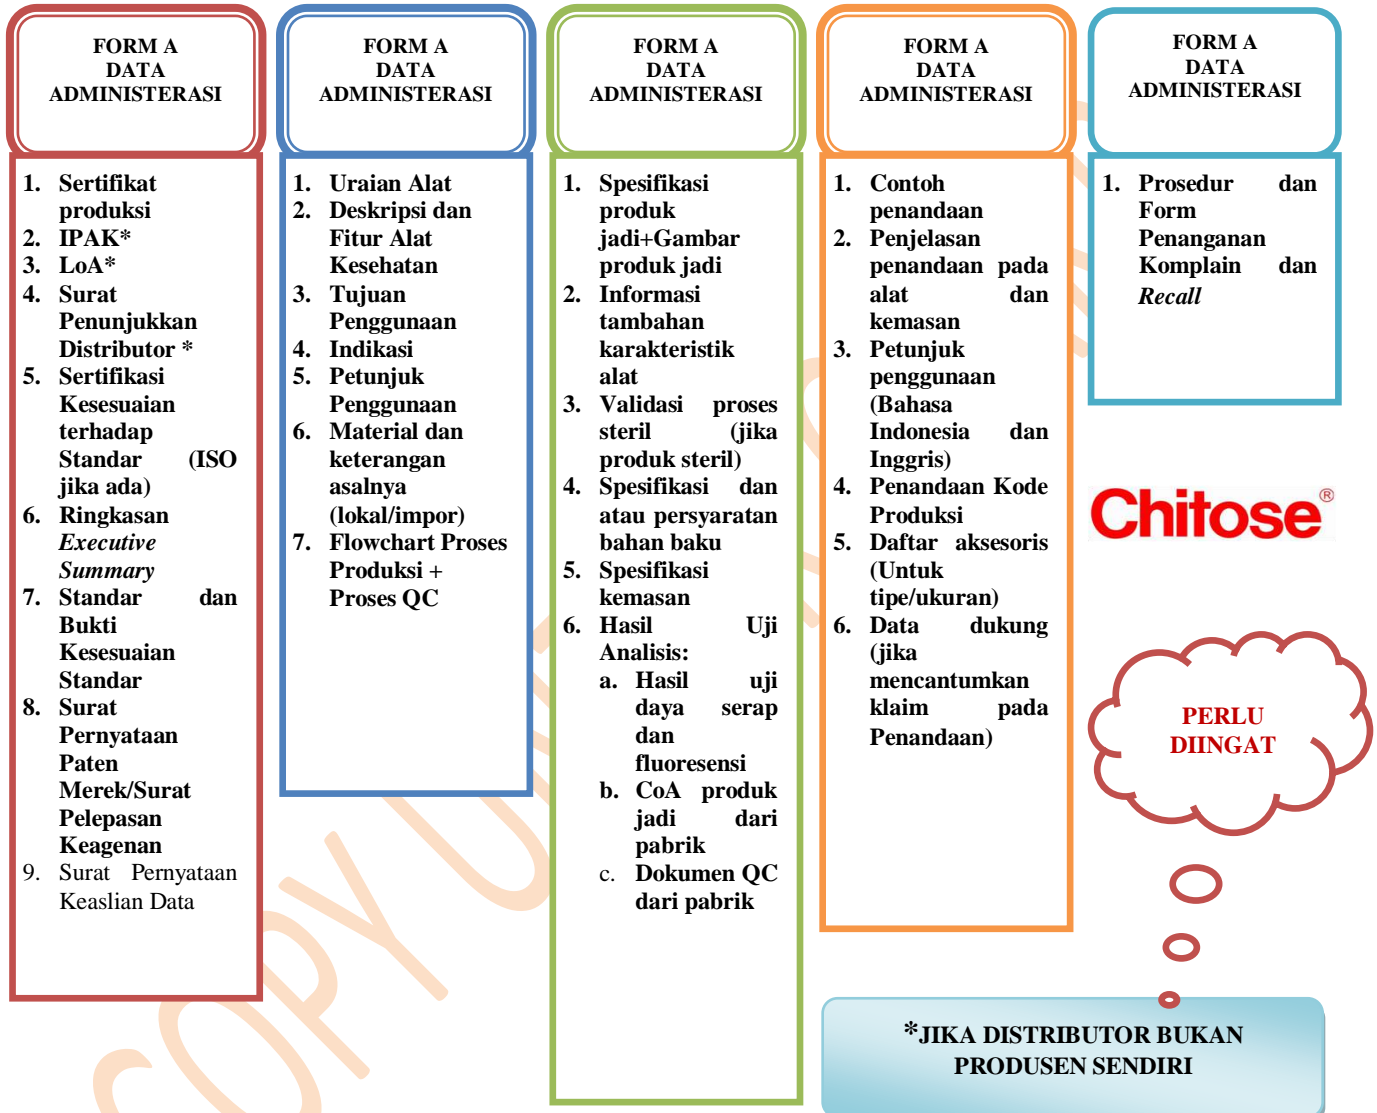 FORM A
DATA
ADMINISTERASI
1. Sertifikat
produksi
2. IPAK*
3. LoA*
4. Surat
Penunjukkan
Distributor *
5. Sertifikasi
Kesesuaian
terhadap
Standar (ISO
jika ada)
6. Ringkasan
Executive
Summary
7. Standar dan
Bukti
Kesesuaian
Standar
8. Surat
Pernyataan
Paten
Merek/Surat
Pelepasan
Keagenan
9. Surat Pernyataan
Keaslian Data
FORM A
DATA
ADMINISTERASI
1. Uraian Alat
2. Deskripsi dan
Fitur Alat
Kesehatan
3. Tujuan
Penggunaan
4. Indikasi
5. Petunjuk
Penggunaan
6. Material dan
keterangan
asalnya
(lokal/impor)
7. Flowchart Proses
Produksi +
Proses QC
FORM A
DATA
ADMINISTERASI
1. Spesifikasi
produk
jadi+Gambar
produk jadi
2. Informasi
tambahan
karakteristik
alat
3. Validasi proses
steril (jika
produk steril)
4. Spesifikasi dan
atau persyaratan
bahan baku
5. Spesifikasi
kemasan
6. Hasil Uji
Analisis:
a. Hasil uji
daya serap
dan
fluoresensi
b. CoA produk
jadi dari
pabrik
c. Dokumen QC
dari pabrik
FORM A
DATA
ADMINISTERASI
1. Contoh
penandaan
2. Penjelasan
penandaan pada
alat dan
kemasan
3. Petunjuk
penggunaan
(Bahasa
Indonesia dan
Inggris)
4. Penandaan Kode
Produksi
5. Daftar aksesoris
(Untuk
tipe/ukuran)
6. Data dukung
(jika
mencantumkan
klaim pada
Penandaan)
FORM A
DATA
ADMINISTERASI
1. Prosedur dan
Form
Penanganan
Komplain dan
Recall
Chitose®
PERLU
DIINGAT
*JIKA DISTRIBUTOR BUKAN
PRODUSEN SENDIRI
COPY